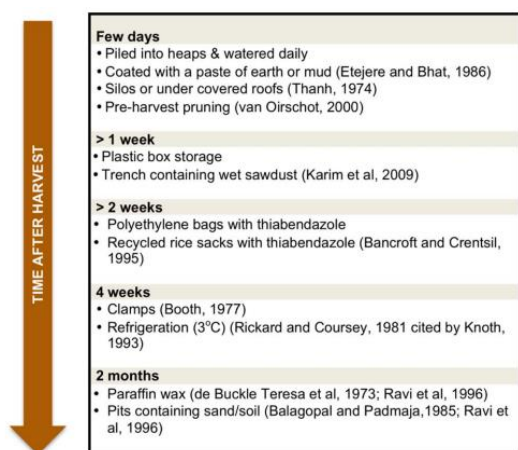 TIME AFTER HARVEST
Few days
• Piled into heaps & watered daily
• Coated with a paste of earth or mud (Etejere and Bhat, 1986)
• Silos or under covered roofs (Thanh, 1974)
• Pre-harvest pruning (van Oirschot, 2000)
> 1 week
• Plastic box storage
• Trench containing wet sawdust (Karim et al, 2009)
> 2 weeks
• Polyethylene bags with thiabendazole
• Recycled rice sacks with thiabendazole (Bancroft and Crentsil,
1995)
4 weeks
• Clamps (Booth, 1977)
• Refrigeration (3°C) (Rickard and Coursey, 1981 cited by Knoth,
1993)
2 months
• Paraffin wax (de Buckle Teresa et al, 1973; Ravi et al, 1996)
• Pits containing sand/soil (Balagopal and Padmaja,1985; Ravi et
al, 1996)